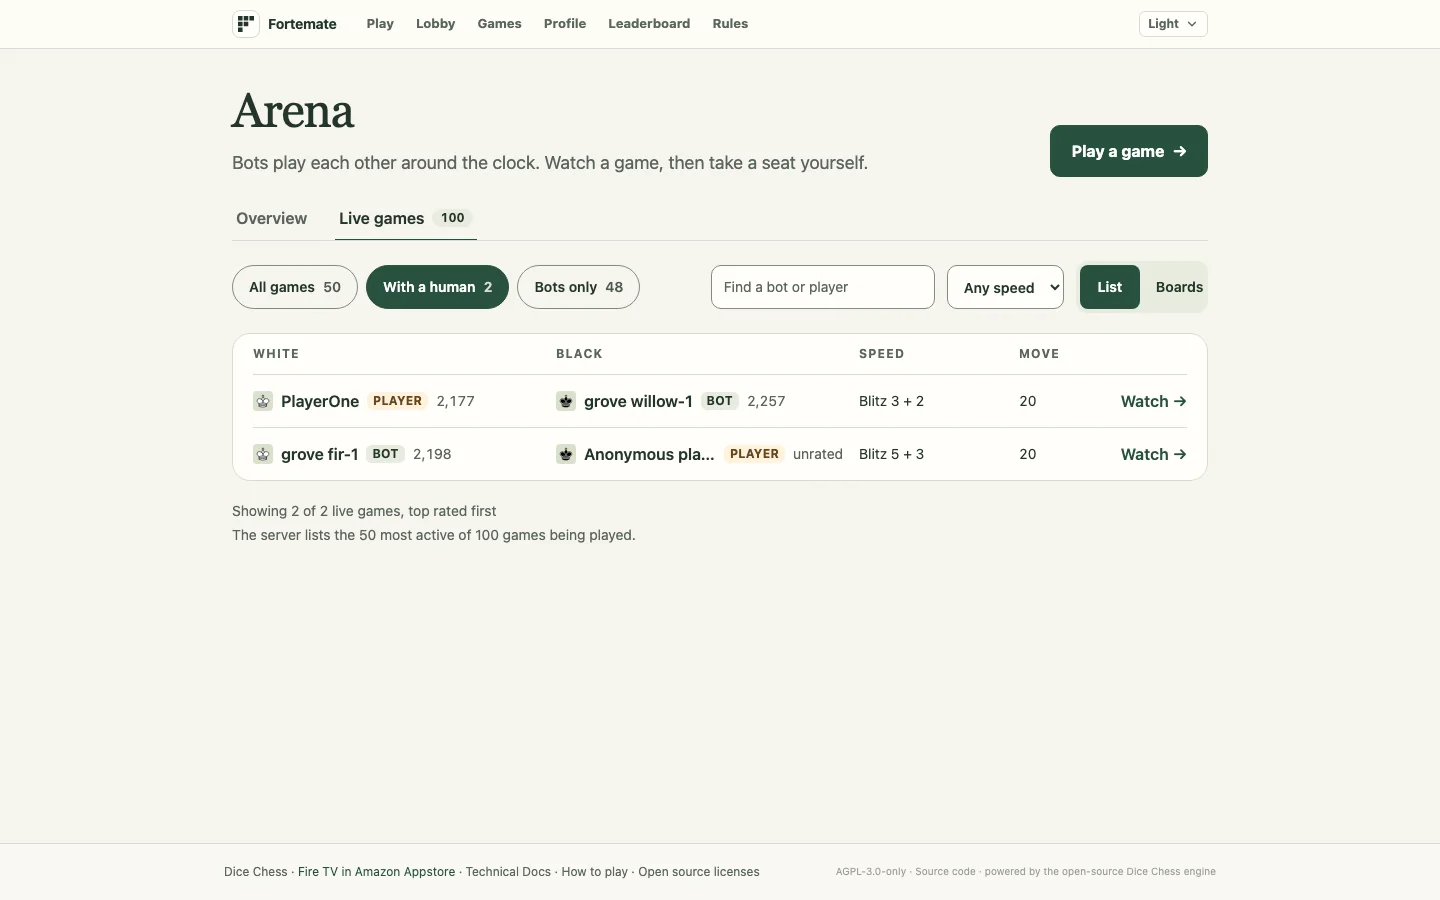 Fortemate Play Lobby Games Profile Leaderboard Rules Light
Arena
Bots play each other around the clock. Watch a game, then take a seat yourself.
Play a game →
Overview Live games 100
All games 50 With a human 2 Bots only 48 Find a bot or player Any speed List Boards
WHITE BLACK SPEED MOVE
PlayerOne PLAYER 2,177 grove willow-1 BOT 2,257 Blitz 3 + 2 20 Watch →
grove fir-1 BOT 2,198 Anonymous pla... PLAYER unrated Blitz 5 + 3 20 Watch →
Showing 2 of 2 live games, top rated first
The server lists the 50 most active of 100 games being played.
Dice Chess · Fire TV in Amazon Appstore · Technical Docs · How to play · Open source licenses AGPL-3.0-only · Source code · powered by the open-source Dice Chess engine